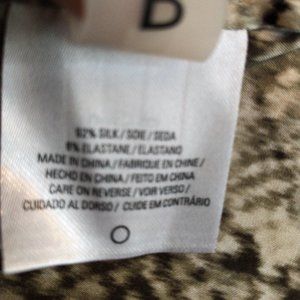 D
92% SILK / SOIE / SEDA
8% ELASTANE / ELASTANO
MADE IN CHINA / FABRIQUE EN CHINE /
HECHO EN CHINA / FEITO EM CHINA
CARE ON REVERSE / VOIR VERSO /
CUIDADO AL DORSO / CUIDE EM CONTRÁRIO